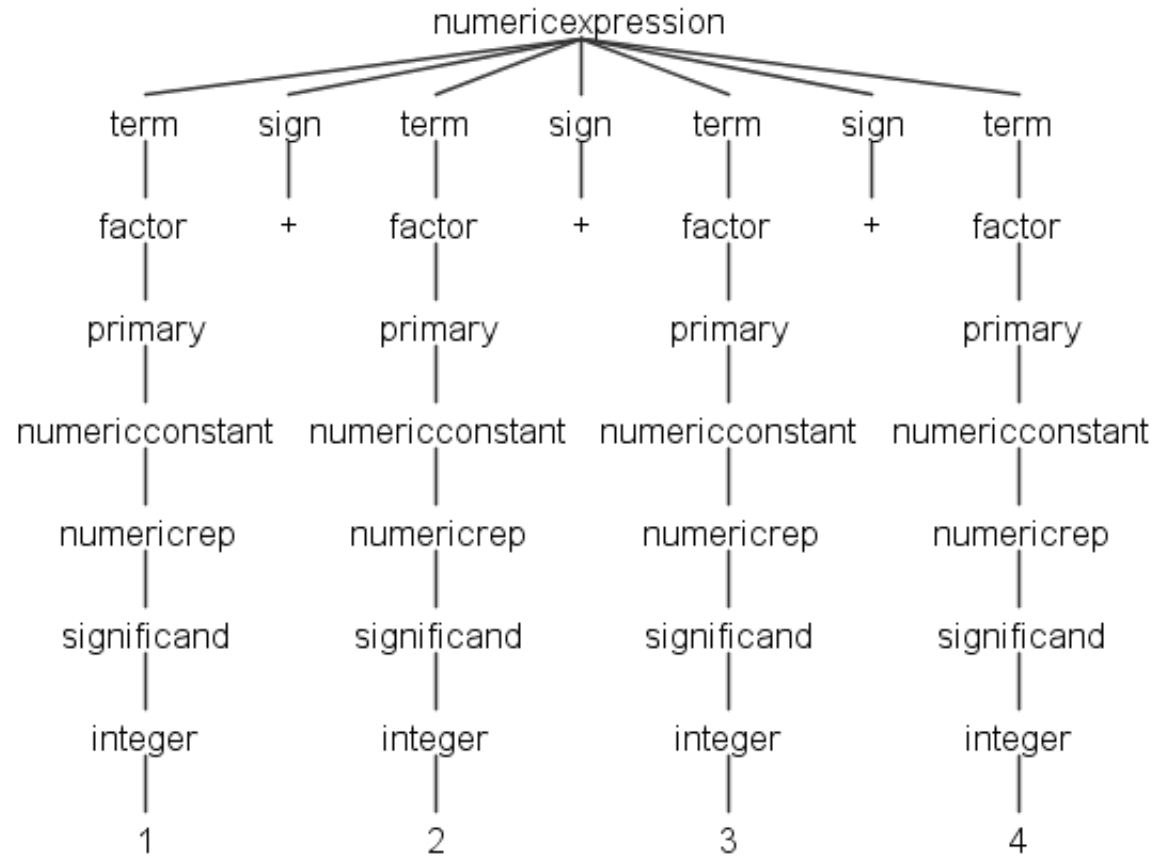 numericexpression
term sign term sign term sign term
factor + factor + factor + factor
primary primary primary primary
numericconstant numericconstant numericconstant numericconstant
numericrep numericrep numericrep numericrep
significand significand significand significand
integer integer integer integer
1 2 3 4